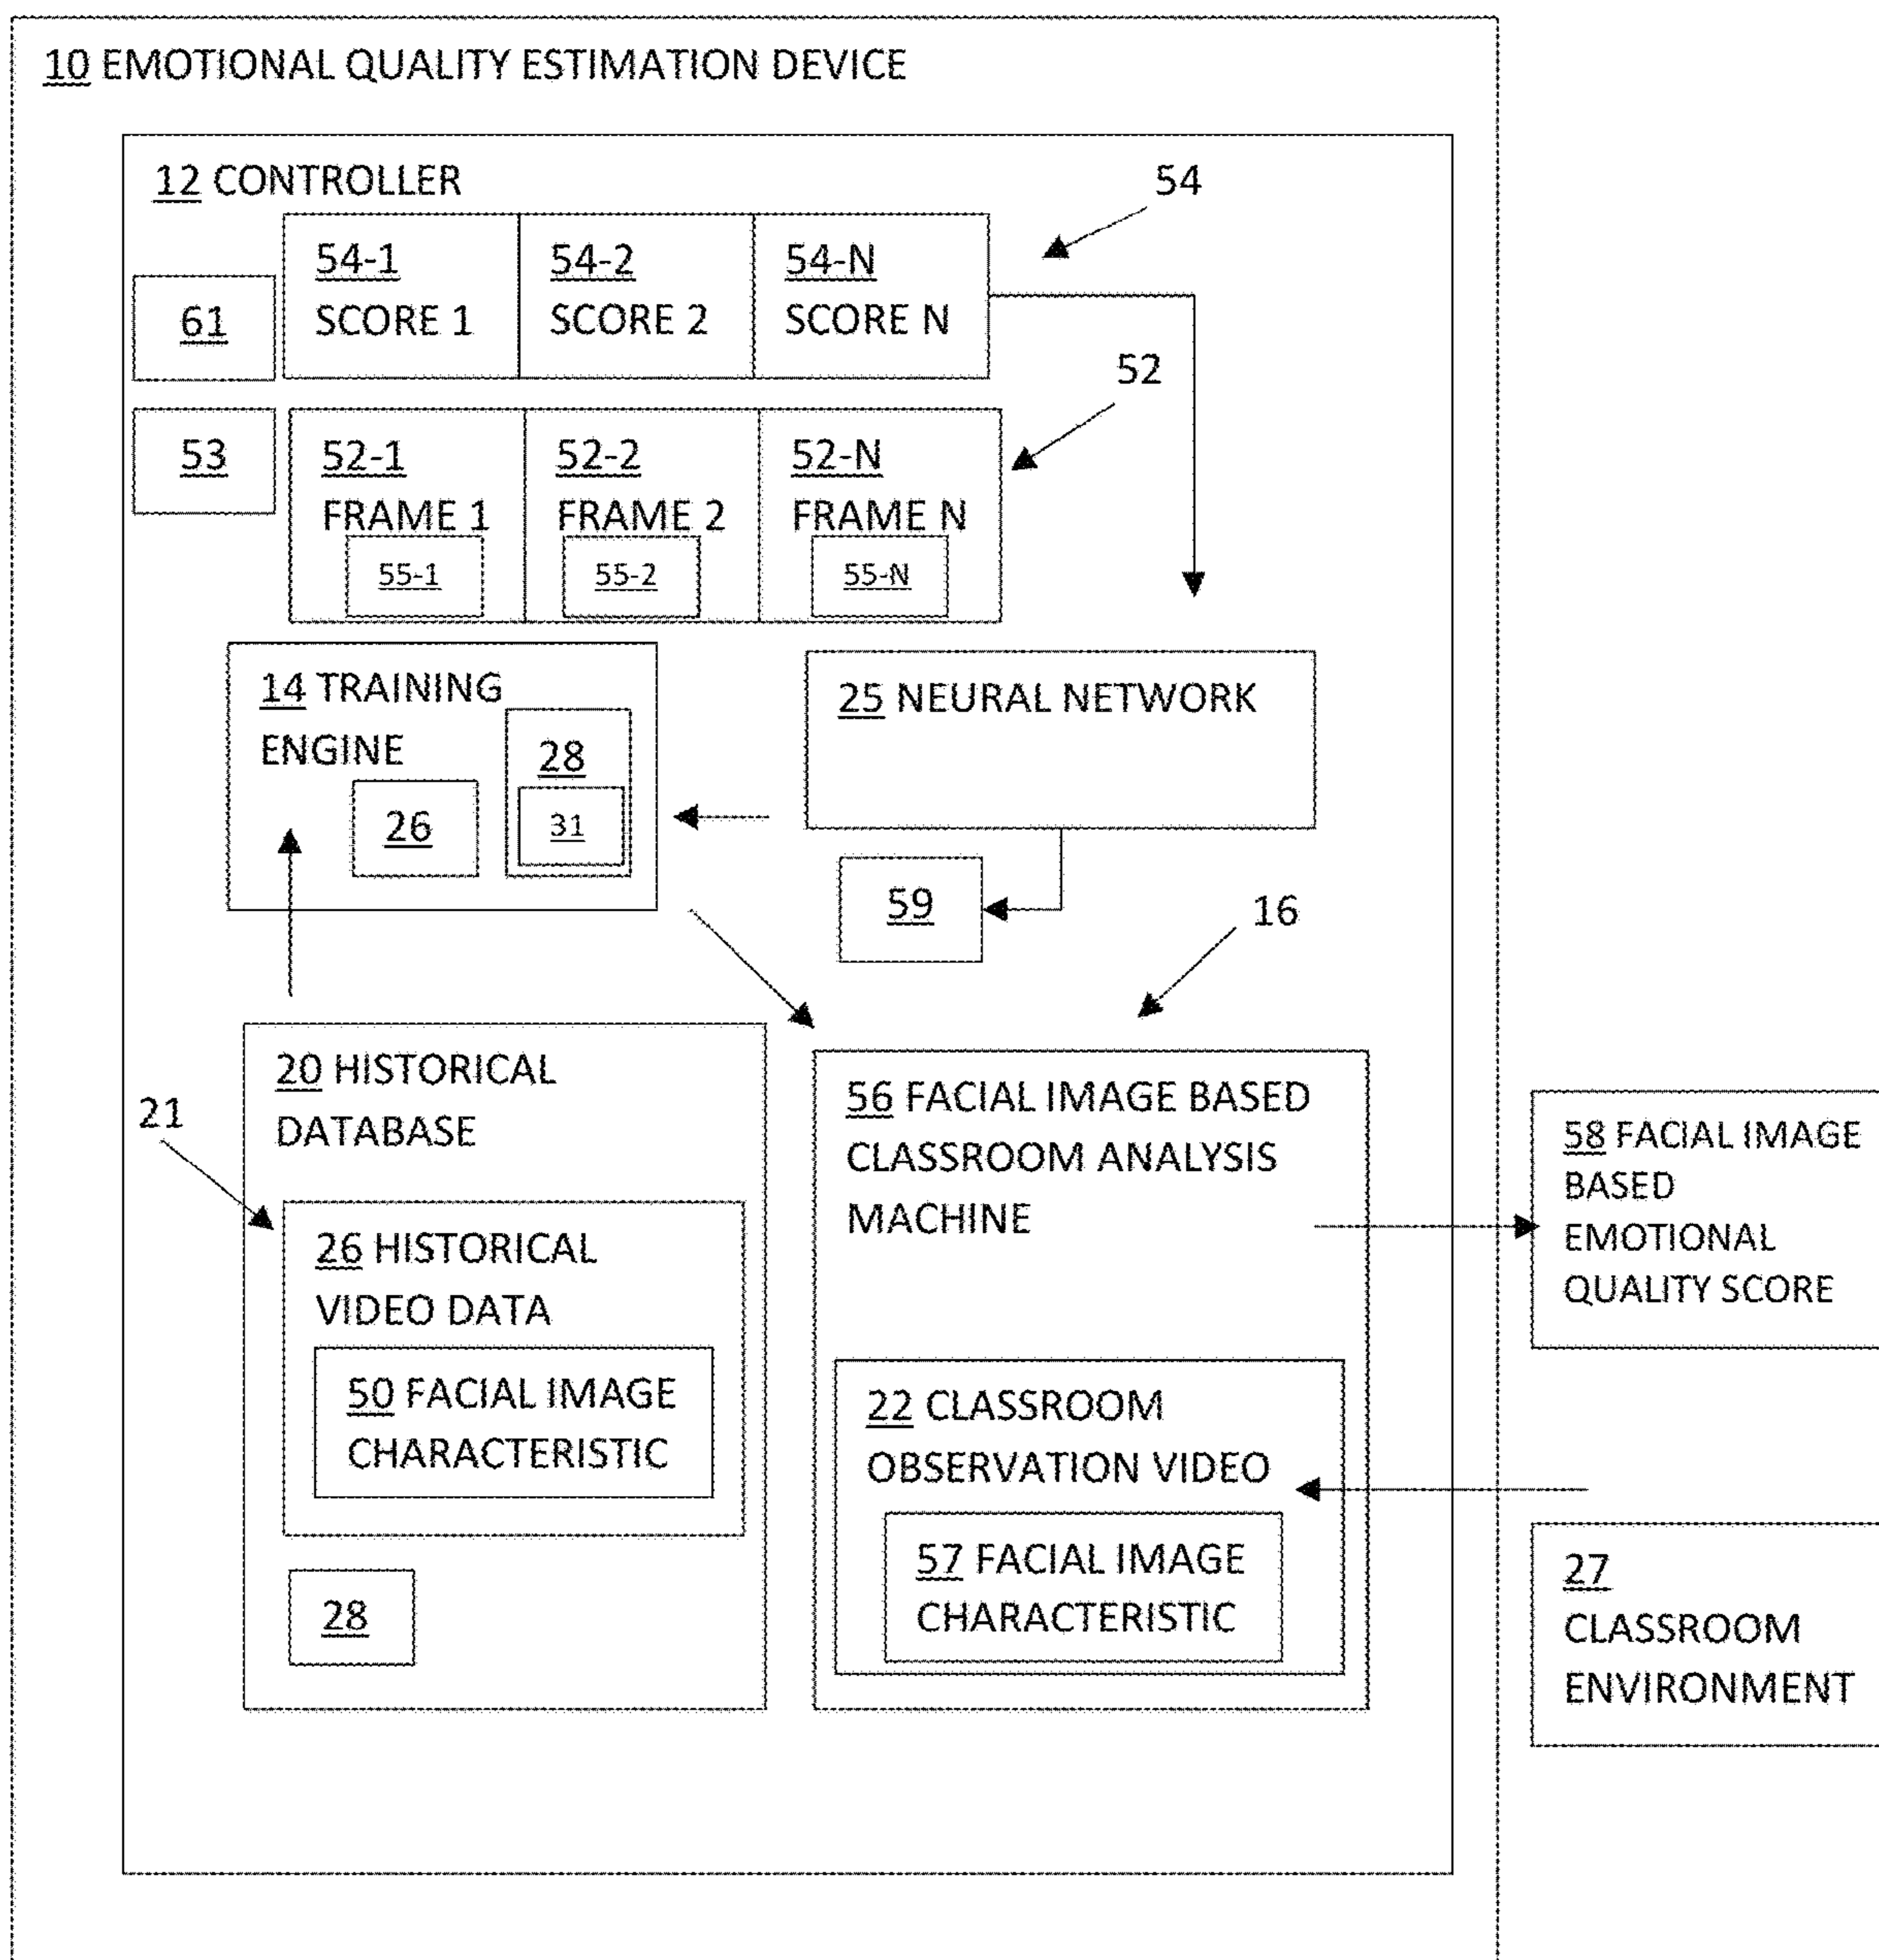 10 EMOTIONAL QUALITY ESTIMATION DEVICE
12 CONTROLLER
54
54-1
SCORE 1
54-2
SCORE 2
54-N
SCORE N
61
52
53
52-1
FRAME 1
55-1
52-2
FRAME 2
55-2
52-N
FRAME N
55-N
14 TRAINING
ENGINE
26
28
31
25 NEURAL NETWORK
59
16
20 HISTORICAL
DATABASE
21
26 HISTORICAL
VIDEO DATA
50 FACIAL IMAGE
CHARACTERISTIC
28
56 FACIAL IMAGE BASED
CLASSROOM ANALYSIS
MACHINE
22 CLASSROOM
OBSERVATION VIDEO
57 FACIAL IMAGE
CHARACTERISTIC
58 FACIAL IMAGE
BASED
EMOTIONAL
QUALITY SCORE
27
CLASSROOM
ENVIRONMENT